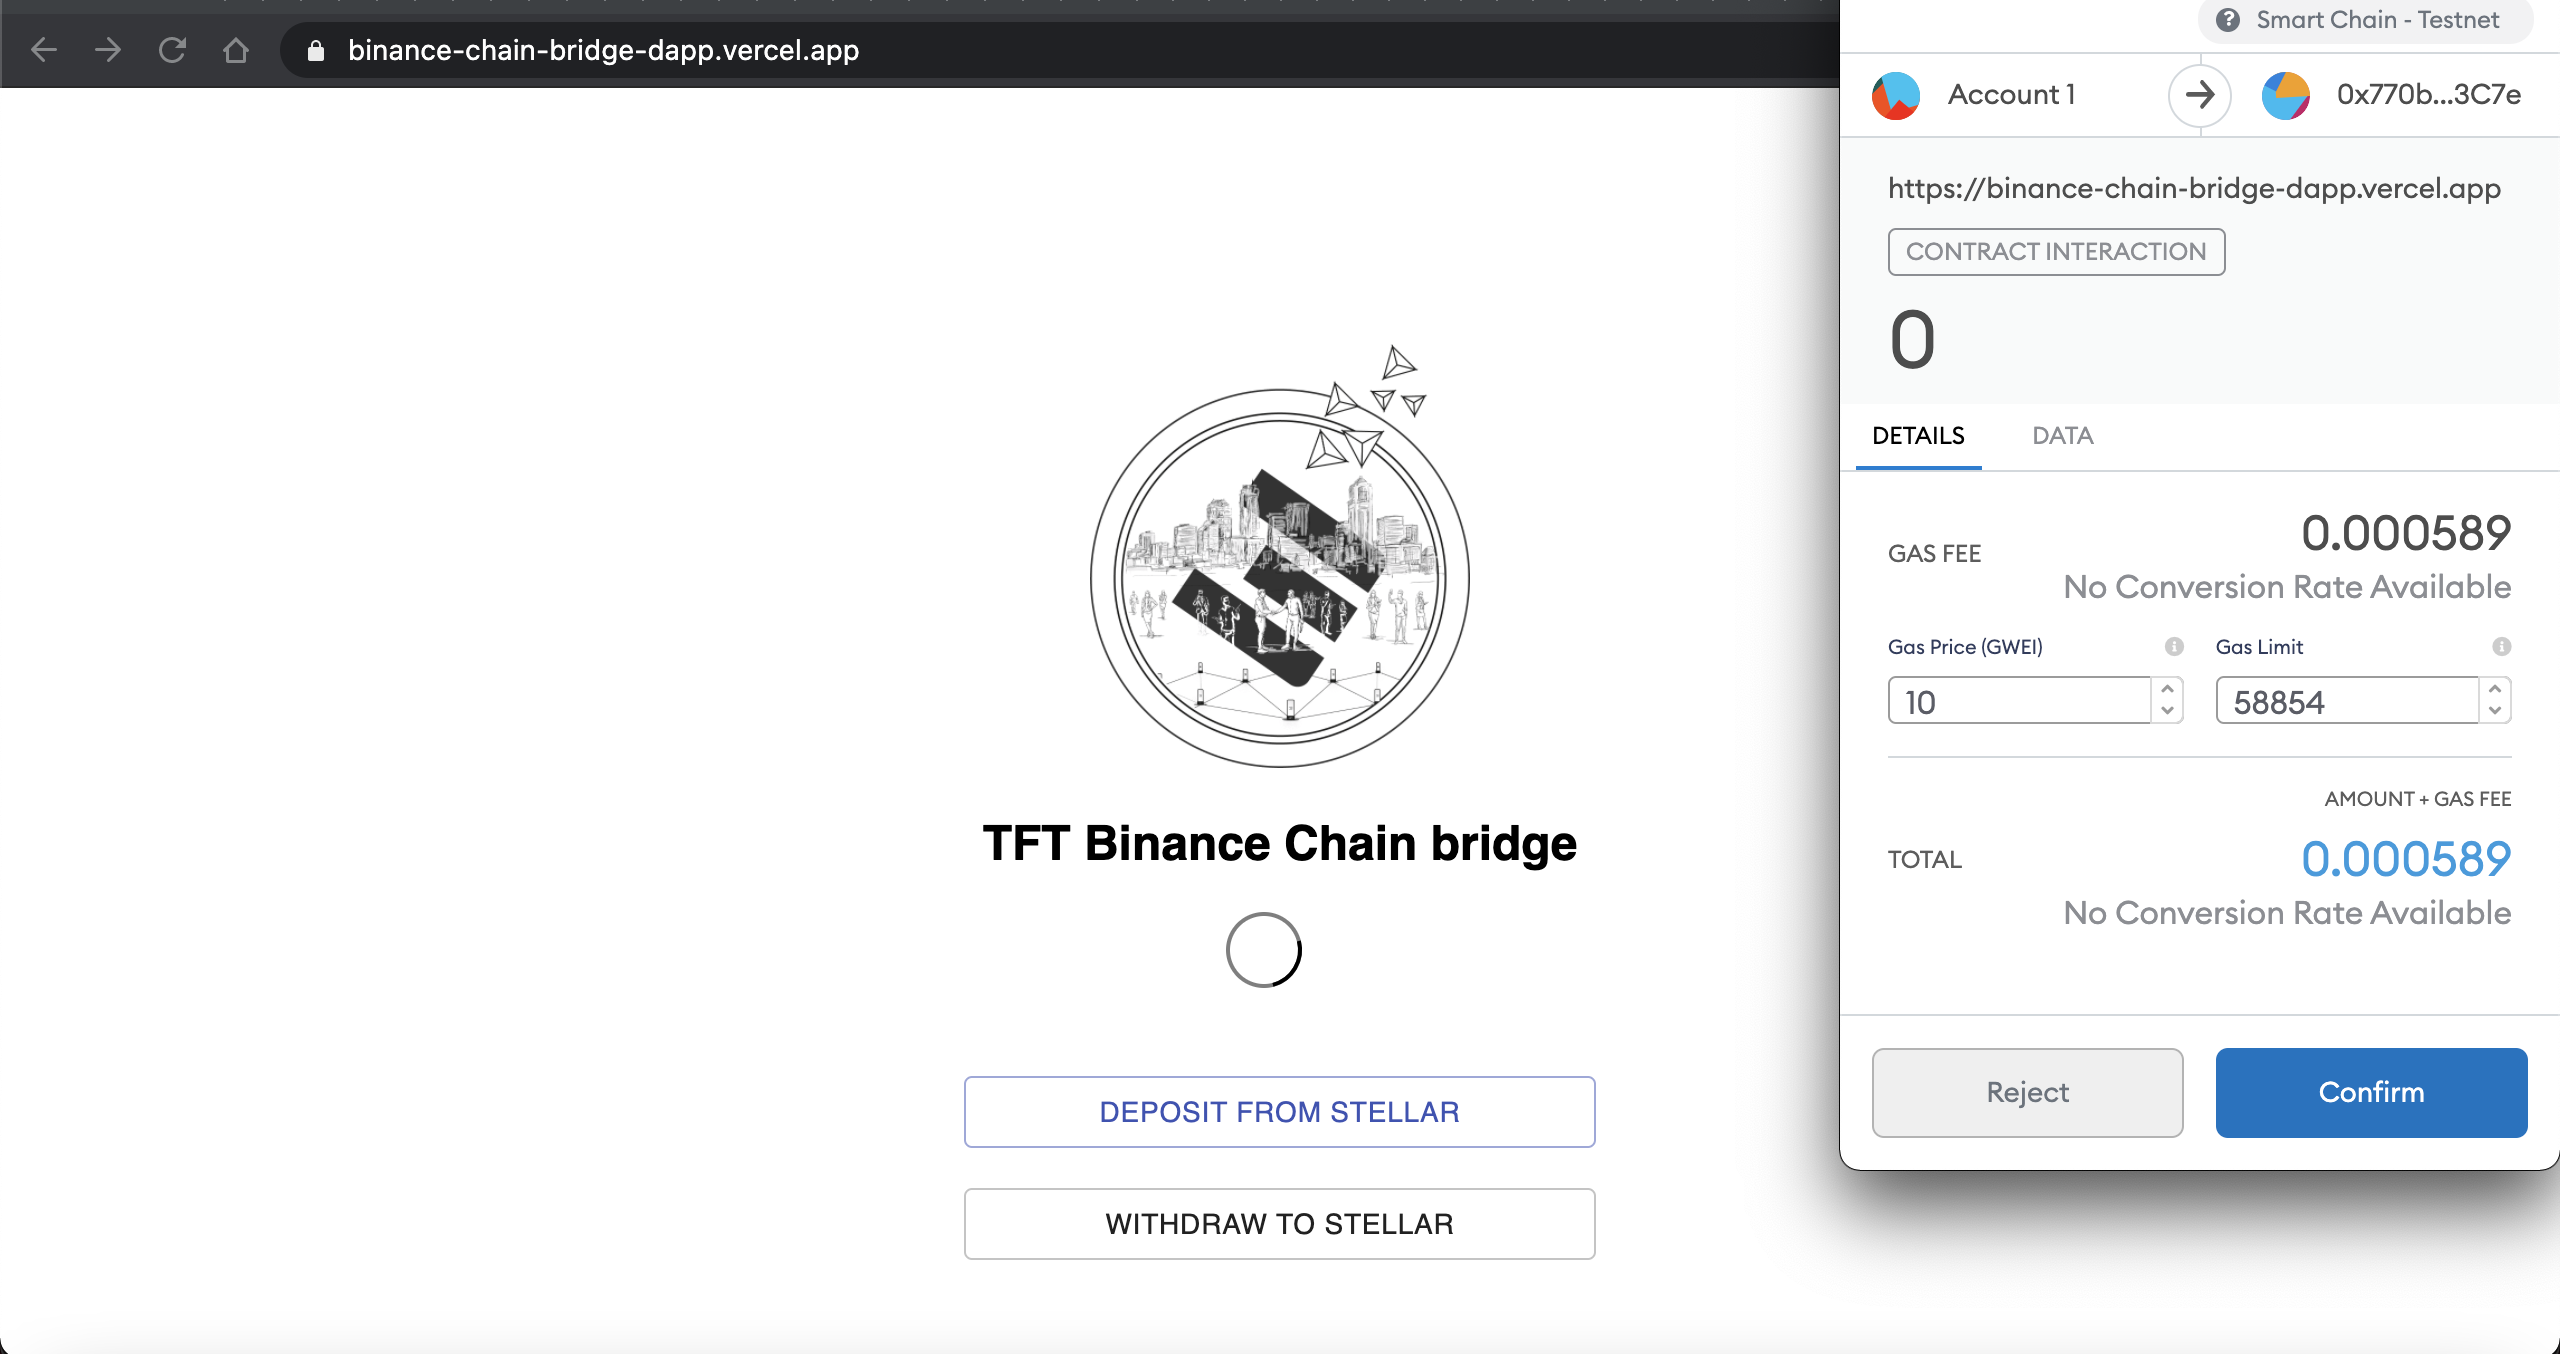 binance-chain-bridge-dapp.vercel.app
TFT Binance Chain bridge
DEPOSIT FROM STELLAR
WITHDRAW TO STELLAR
Smart Chain - Testnet
Account 1
0x770b...3C7e
https://binance-chain-bridge-dapp.vercel.app
CONTRACT INTERACTION
0
DETAILS DATA
GAS FEE
0.000589
No Conversion Rate Available
Gas Price (GWEI) Gas Limit
10 58854
AMOUNT + GAS FEE
TOTAL
0.000589
No Conversion Rate Available
Reject Confirm